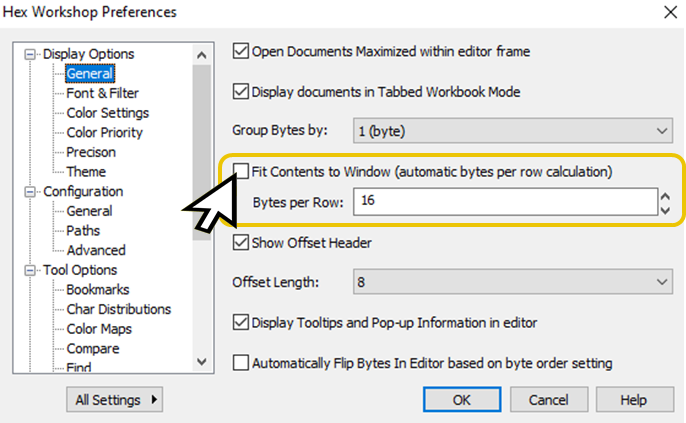 Hex Workshop Preferences
Display Options
General
Font & Filter
Color Settings
Color Priority
Precison
Theme
Configuration
General
Paths
Advanced
Tool Options
Bookmarks
Char Distributions
Color Maps
Compare
Find
All Settings
Open Documents Maximized within editor frame
Display documents in Tabbed Workbook Mode
Group Bytes by: 1 (byte)
Fit Contents to Window (automatic bytes per row calculation)
Bytes per Row: 16
Show Offset Header
Offset Length: 8
Display Tooltips and Pop-up Information in editor
Automatically Flip Bytes In Editor based on byte order setting
OK Cancel Help